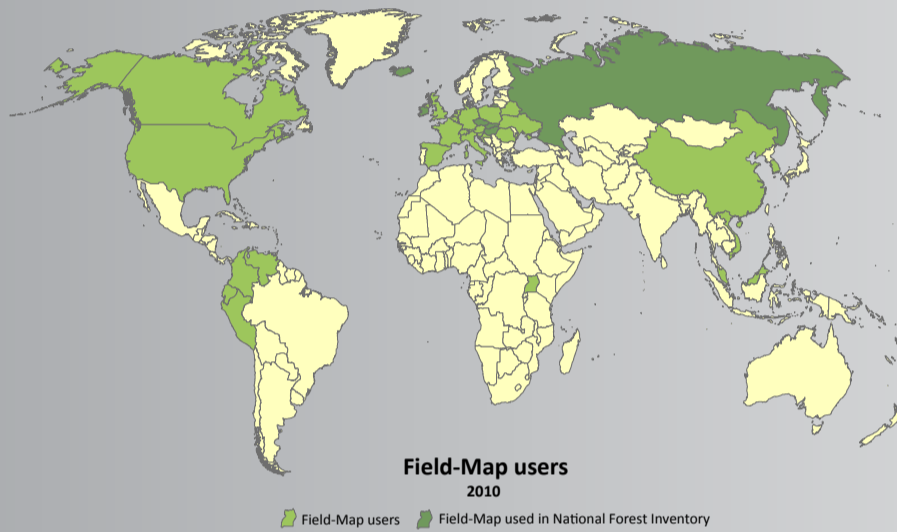 Field-Map users
2010
Field-Map users Field-Map used in National Forest Inventory